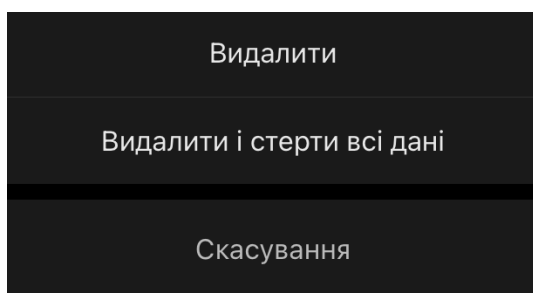 Видалити
Видалити і стерти всі дані
Скасування